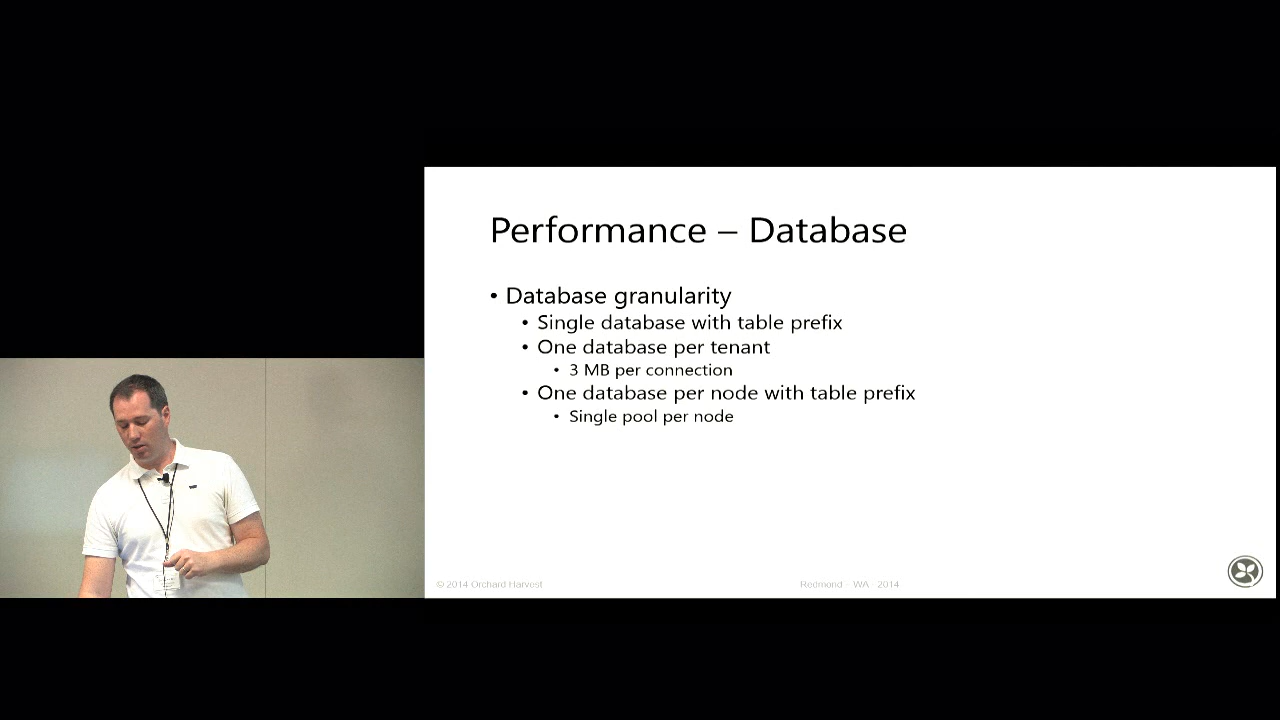 Performance – Database
• Database granularity
• Single database with table prefix
• One database per tenant
• 3 MB per connection
• One database per node with table prefix
• Single pool per node
© 2014 Orchard Harvest
Redmond – WA - 2014